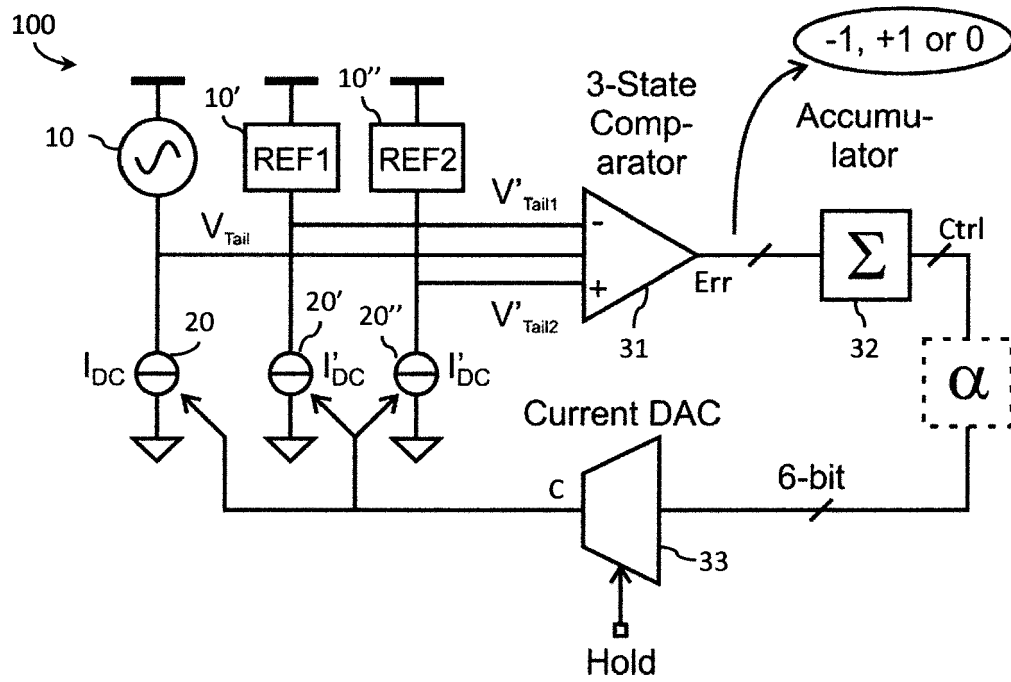 100
-1, +1 or 0
10
10'
10''
REF1
REF2
3-State
Comp-
arator
Accumu-
lator
V'Tail1
VTail
-
+
Err
Σ
Ctrl
V'Tail2
31
32
20
20'
20''
IDC
I'DC
I'DC
α
Current DAC
C
6-bit
33
Hold